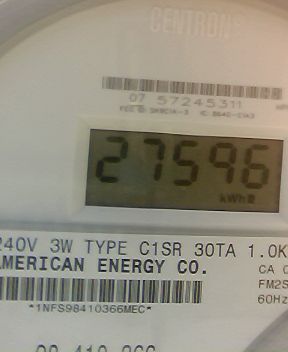 CENTRON
07 57245311
27596
kWh
240V 3W TYPE C1SR 30TA 1.0K
AMERICAN ENERGY CO.
CA
FM2S
60Hz
*1NFS98410366MEC*